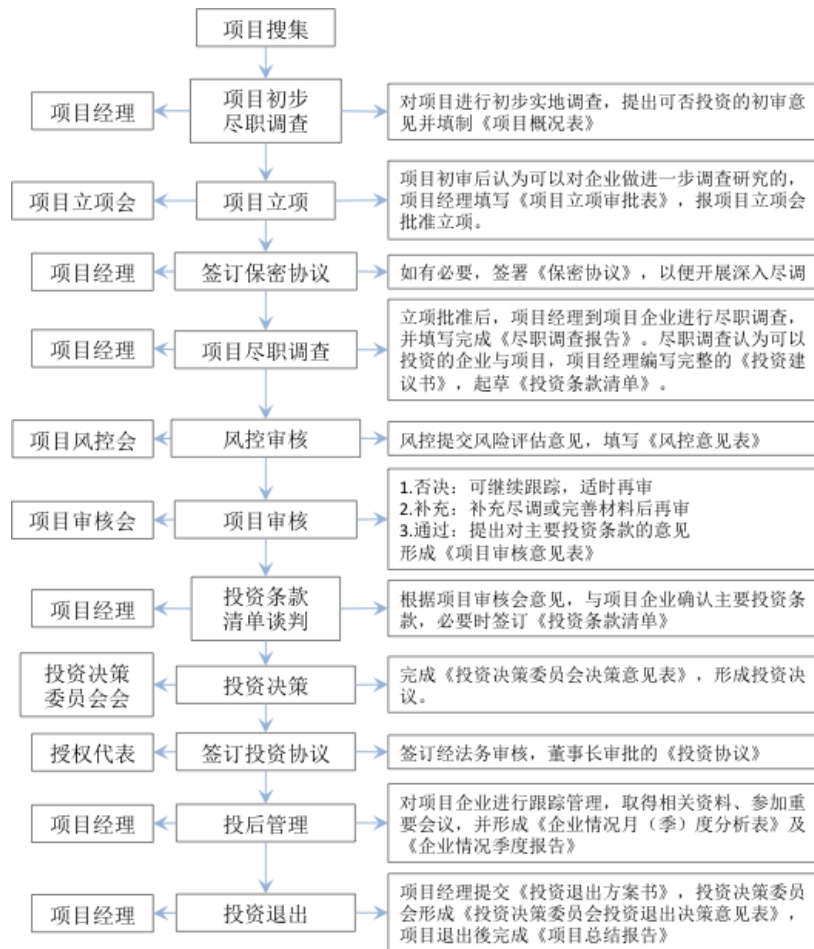 项目搜集
项目经理
项目初步
尽职调查
对项目进行初步实地调查，提出可否投资的初审意
见并填制《项目概况表》
项目立项会
项目立项
项目初审后认为可以对企业做进一步调查研究的，
项目经理填写《项目立项审批表》，报项目立项会
批准立项。
项目经理
签订保密协议
如有必要，签署《保密协议》，以便开展深入尽调
项目经理
项目尽职调查
立项批准后，项目经理到项目企业进行尽职调查，
并填写完成《尽职调查报告》。尽职调查认为可以
投资的企业与项目，项目经理编写完整的《投资建
议书》，起草《投资条款清单》。
项目风控会
风控审核
风控提交风险评估意见，填写《风控意见表》
项目审核会
项目审核
1.否决：可继续跟踪，适时再审
2.补充：补充尽调或完善材料后再审
3.通过：提出对主要投资条款的意见
形成《项目审核意见表》
项目经理
投资条款
清单谈判
根据项目审核会意见，与项目企业确认主要投资条
款，必要时签订《投资条款清单》
投资决策
委员会会
投资决策
完成《投资决策委员会决策意见表》，形成投资决
议。
授权代表
签订投资协议
签订经法务审核，董事长审批的《投资协议》
项目经理
投后管理
对项目企业进行跟踪管理，取得相关资料、参加重
要会议，并形成《企业情况月（季）度分析表》及
《企业情况季度报告》
项目经理
投资退出
项目经理提交《投资退出方案书》，投资决策委员
会形成《投资决策委员会投资退出决策意见表》，
项目退出後完成《项目总结报告》